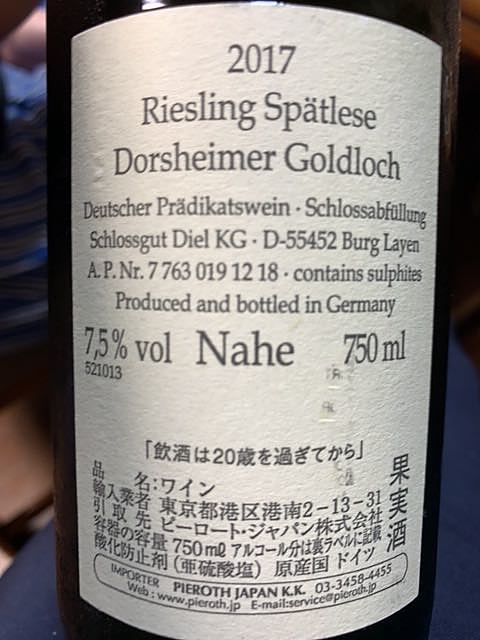 2017
Riesling Spätlese
Dorsheimer Goldloch
Deutscher Prädikatswein · Schlossabfüllung
Schlossgut Diel KG · D-55452 Burg Layen
A. P. Nr. 7 763 019 12 18 · contains sulphites
Produced and bottled in Germany
7,5% vol Nahe 750 ml
521013
「飲酒は20歳を過ぎてから」
品 名:ワイン
輸入業者 東京都港区港南2-13-31
引取先 ピーロート・ジャパン株式会社
容器の容量 750mℓ アルコール分は裏ラベルに記載
酸化防止剤(亜硫酸塩) 原産国 ドイツ
果実酒
IMPORTER PIEROTH JAPAN K.K. 03-3458-4455
Web : www.pieroth.jp E-mail:service@pieroth.jp